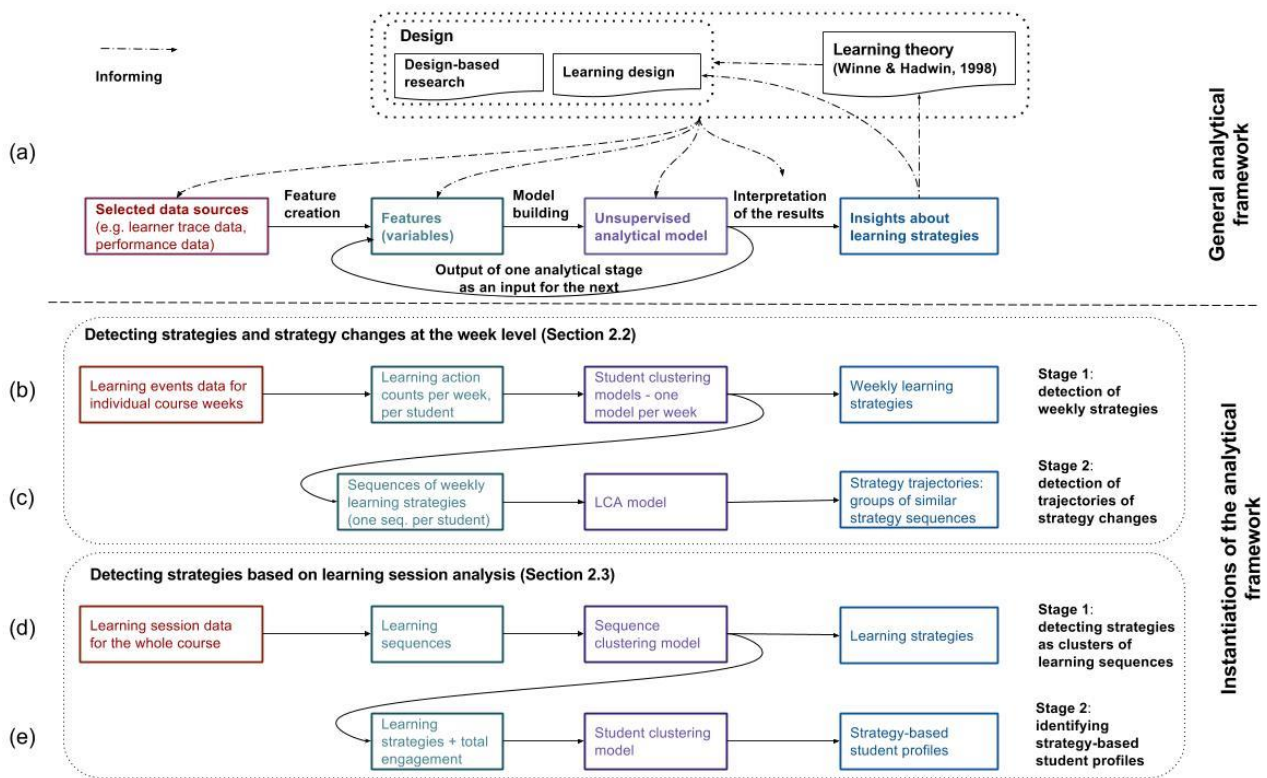 Design
Design-based
research
Learning design
Learning theory
(Winne & Hadwin, 1998)
Informing
General analytical
framework
(a)
Selected data sources
(e.g. learner trace data,
performance data)
Feature
creation
Features
(variables)
Model
building
Unsupervised
analytical model
Interpretation
of the results
Insights about
learning strategies
Output of one analytical stage
as an input for the next
Detecting strategies and strategy changes at the week level (Section 2.2)
(b)
Learning events data for
individual course weeks
Learning action
counts per week,
per student
Student clustering
models - one
model per week
Weekly learning
strategies
Stage 1:
detection of
weekly strategies
(c)
Sequences of weekly
learning strategies
(one seq. per student)
LCA model
Strategy trajectories:
groups of similar
strategy sequences
Stage 2:
detection of
trajectories of
strategy changes
Instantiations of the analytical
framework
Detecting strategies based on learning session analysis (Section 2.3)
(d)
Learning session data
for the whole course
Learning
sequences
Sequence
clustering model
Learning strategies
Stage 1:
detecting strategies
as clusters of
learning sequences
(e)
Learning
strategies + total
engagement
Student clustering
model
Strategy-based
student profiles
Stage 2:
identifying
strategy-based
student profiles